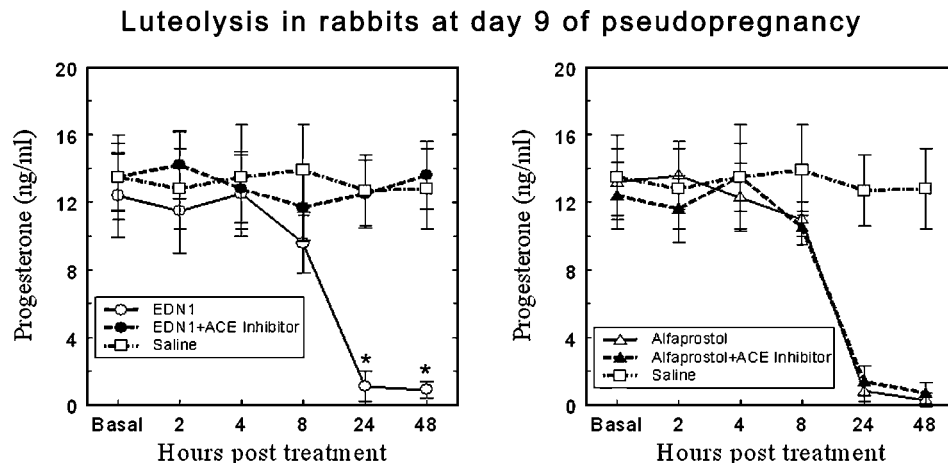 Luteolysis in rabbits at day 9 of pseudopregnancy
Progesterone (ng/ml)
20
16
12
8
4
0
EDN1
EDN1+ACE Inhibitor
Saline
*
*
Basal 2 4 8 24 48
Hours post treatment
Progesterone (ng/ml)
20
16
12
8
4
0
Alfaprostol
Alfaprostol+ACE Inhibitor
Saline
Basal 2 4 8 24 48
Hours post treatment